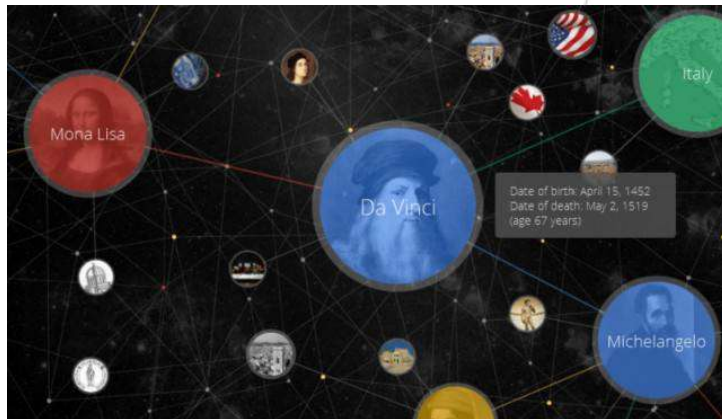 Italy
Mona Lisa
Da Vinci
Date of birth: April 15, 1452
Date of death: May 2, 1519
(age 67 years)
Michelangelo